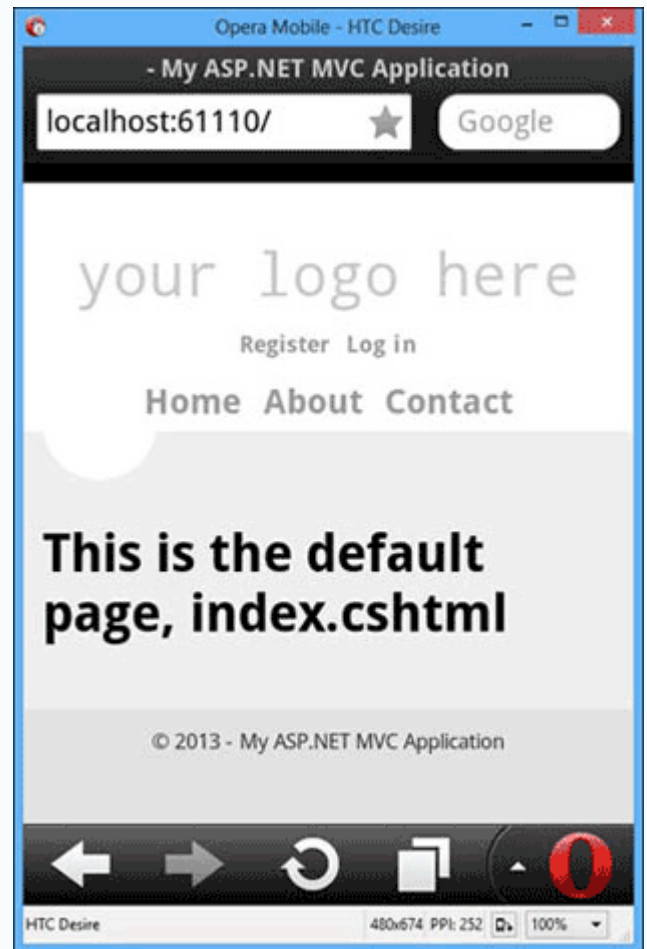 Opera Mobile - HTC Desire
- My ASP.NET MVC Application
localhost:61110/ Google
your logo here
Register Log in
Home About Contact
This is the default
page, index.cshtml
© 2013 - My ASP.NET MVC Application
HTC Desire 480x674 PPI: 252 100%